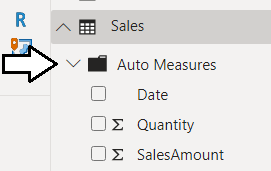 R
Sales
Auto Measures
Date
Σ Quantity
Σ SalesAmount